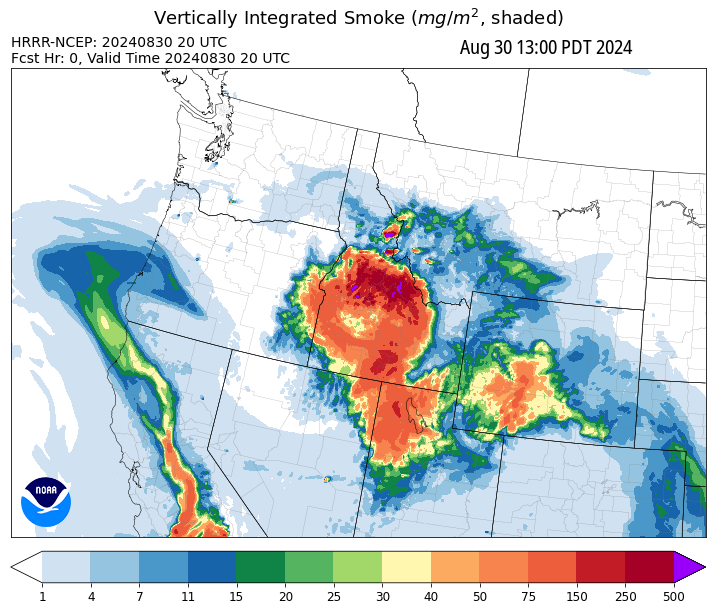 Vertically Integrated Smoke (mg/m², shaded)
HRRR-NCEP: 20240830 20 UTC
Fcst Hr: 0, Valid Time 20240830 20 UTC
Aug 30 13:00 PDT 2024
NOAA
1 4 7 11 15 20 25 30 40 50 75 150 250 500